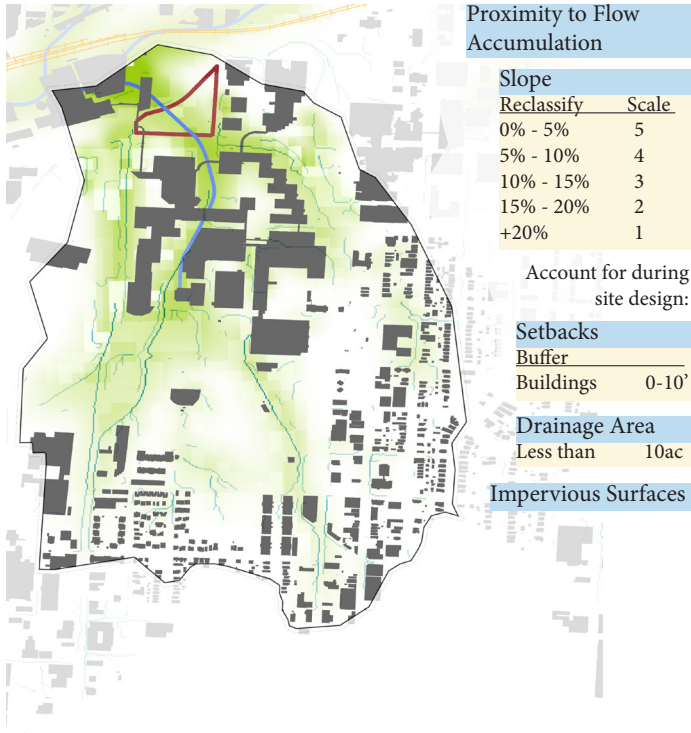 Proximity to Flow
Accumulation
Slope
Reclassify Scale
0% - 5% 5
5% - 10% 4
10% - 15% 3
15% - 20% 2
+20% 1
Account for during
site design:
Setbacks
Buffer
Buildings 0-10’
Drainage Area
Less than 10ac
Impervious Surfaces